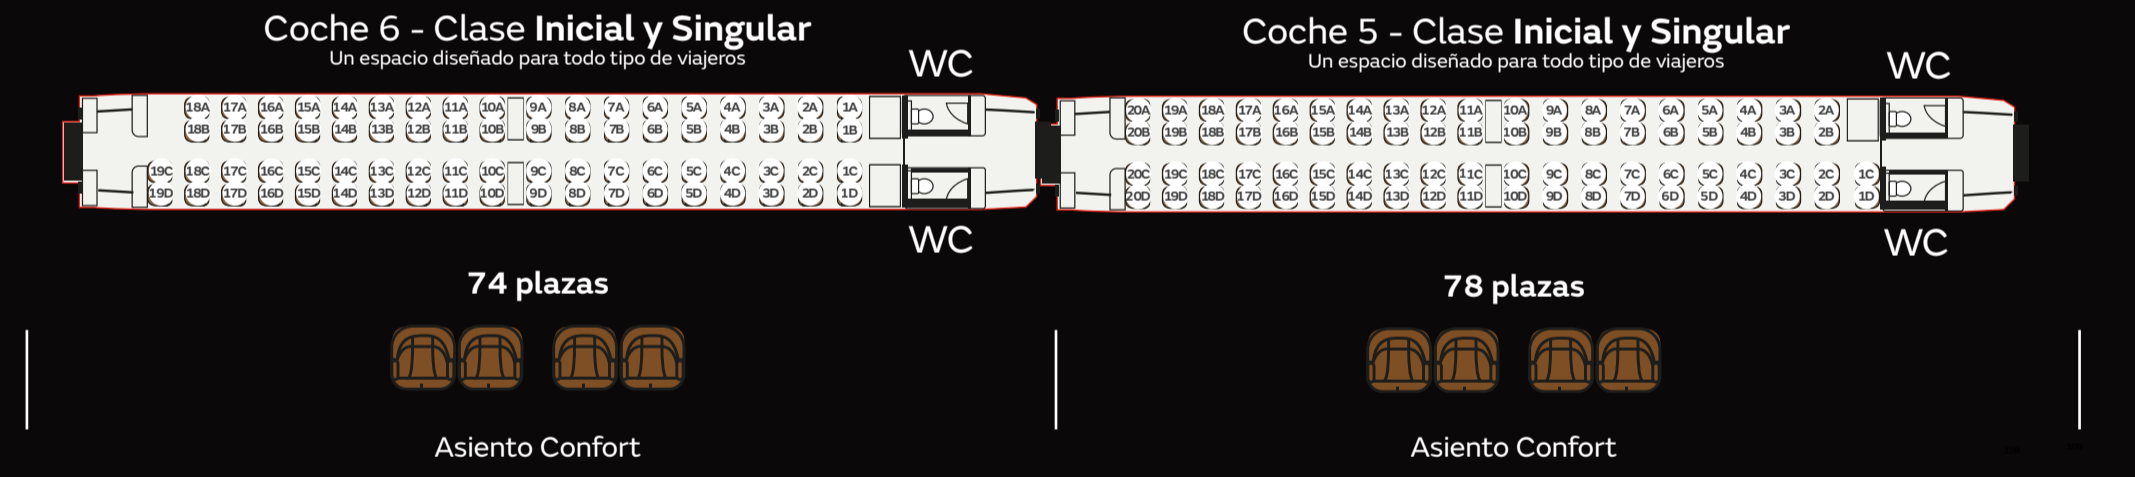 Coche 6 - Clase Inicial y Singular
Un espacio diseñado para todo tipo de viajeros
WC
18A 17A 16A 15A 14A 13A 12A 11A 10A 9A 8A 7A 6A 5A 4A 3A 2A 1A
18B 17B 16B 15B 14B 13B 12B 11B 10B 9B 8B 7B 6B 5B 4B 3B 2B 1B
19C 18C 17C 16C 15C 14C 13C 12C 11C 10C 9C 8C 7C 6C 5C 4C 3C 2C 1C
19D 18D 17D 16D 15D 14D 13D 12D 11D 10D 9D 8D 7D 6D 5D 4D 3D 2D 1D
WC
74 plazas
Asiento Confort
Coche 5 - Clase Inicial y Singular
Un espacio diseñado para todo tipo de viajeros
WC
20A 19A 18A 17A 16A 15A 14A 13A 12A 11A 10A 9A 8A 7A 6A 5A 4A 3A 2A
20B 19B 18B 17B 16B 15B 14B 13B 12B 11B 10B 9B 8B 7B 6B 5B 4B 3B 2B
20C 19C 18C 17C 16C 15C 14C 13C 12C 11C 10C 9C 8C 7C 6C 5C 4C 3C 2C 1C
20D 19D 18D 17D 16D 15D 14D 13D 12D 11D 10D 9D 8D 7D 6D 5D 4D 3D 2D 1D
WC
78 plazas
Asiento Confort